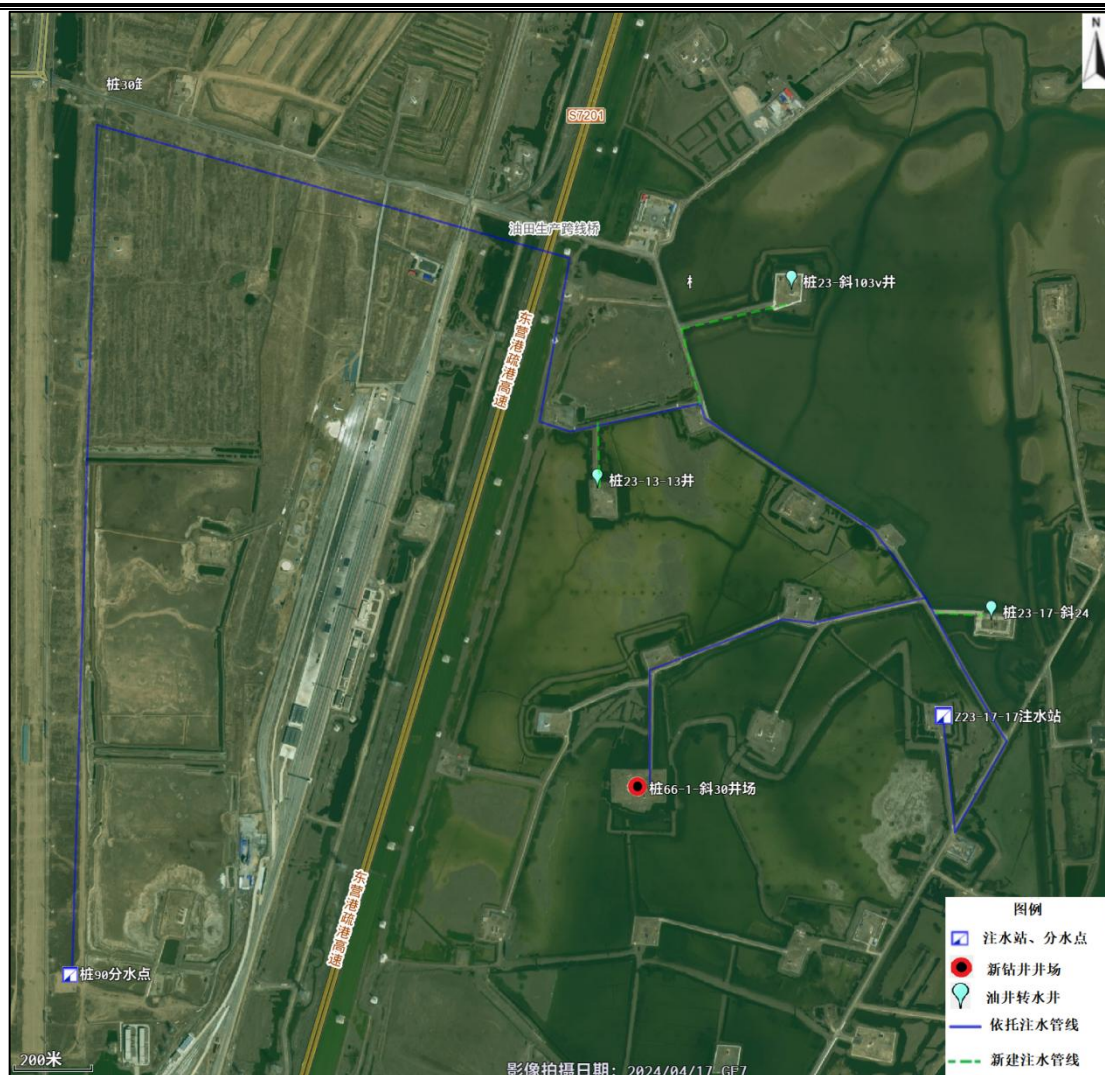 N
桩30
S7201
油田生产跨线桥
桩23-斜103v井
东营港疏港高速
桩23-13-13井
桩23-17-斜24
Z23-17-17注水站
桩66-1-斜30井场
东营港疏港高速
桩90分水点
图例
注水站、分水点
新钻井井场
油井转水井
依托注水管线
新建注水管线
200米
影像拍摄日期: 2024/04/17